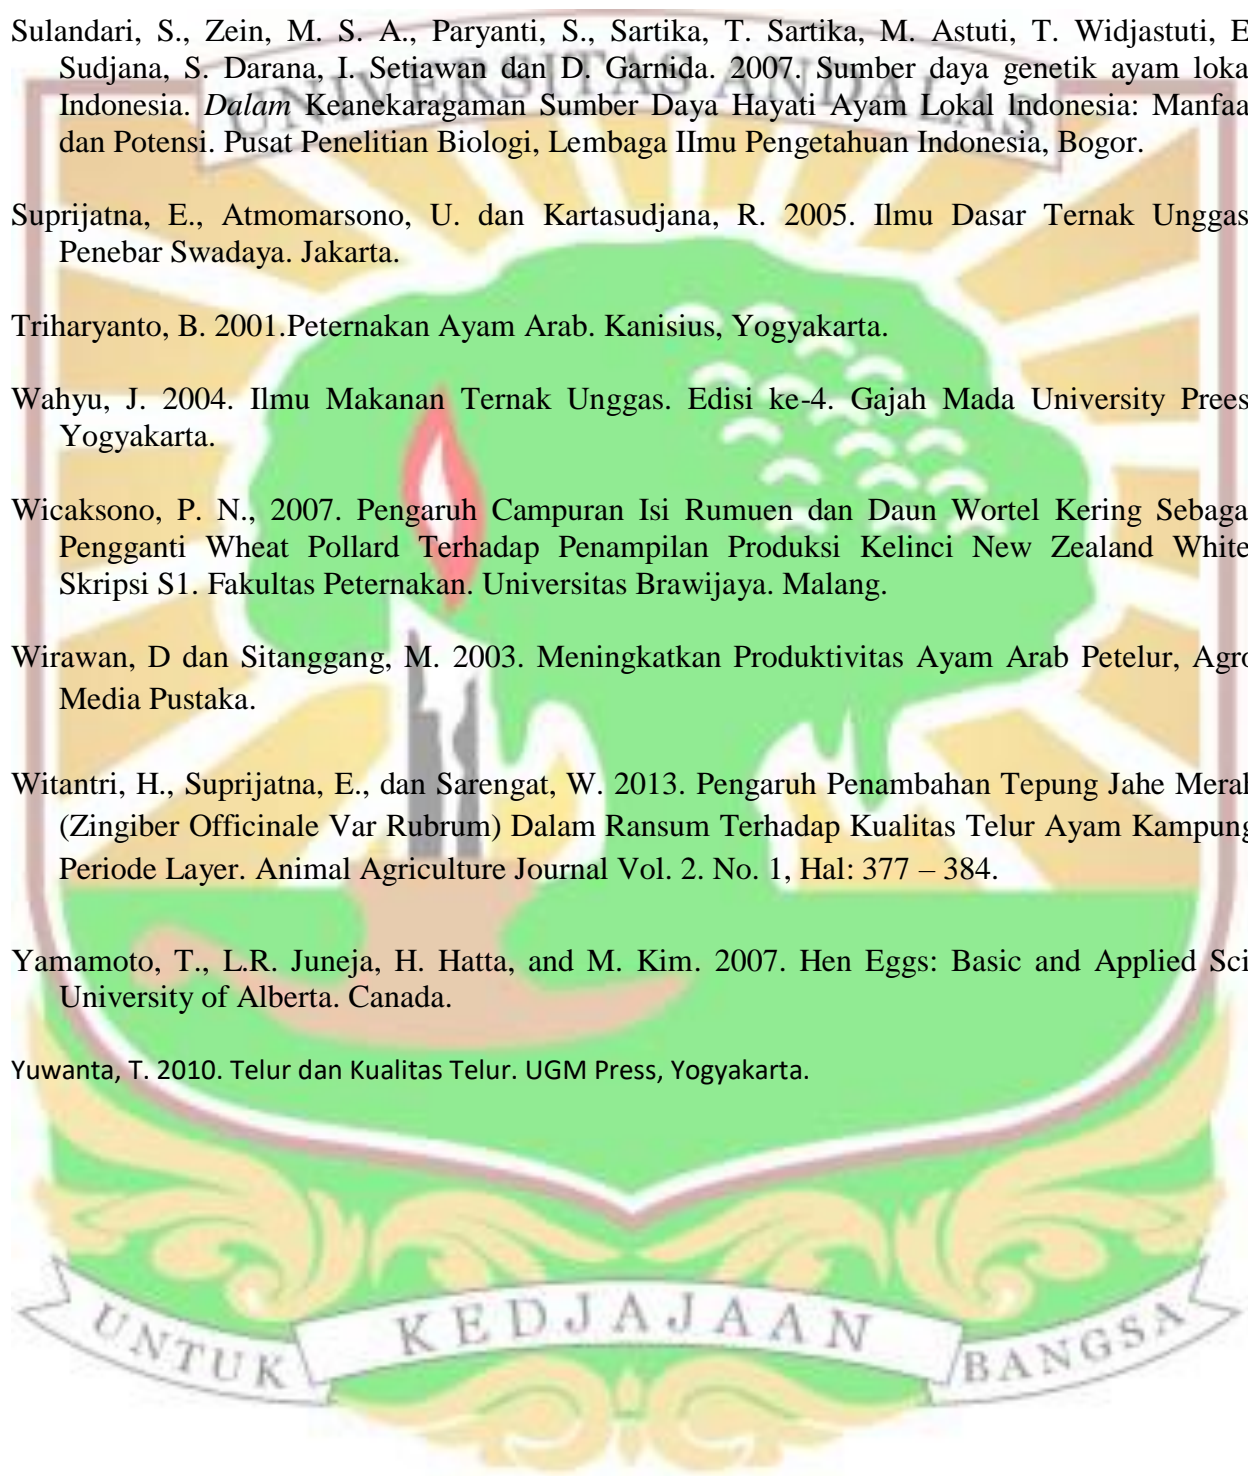 Sulandari, S., Zein, M. S. A., Paryanti, S., Sartika, T. Sartika, M. Astuti, T. Widjastuti, E
Sudjana, S. Darana, I. Setiawan dan D. Garnida. 2007. Sumber daya genetik ayam loka
Indonesia. Dalam Keanekaragaman Sumber Daya Hayati Ayam Lokal Indonesia: Manfaa
dan Potensi. Pusat Penelitian Biologi, Lembaga IImu Pengetahuan Indonesia, Bogor.
UNIVERSITAS ANDALAS
Suprijatna, E., Atmomarsono, U. dan Kartasudjana, R. 2005. Ilmu Dasar Ternak Unggas
Penebar Swadaya. Jakarta.
Triharyanto, B. 2001.Peternakan Ayam Arab. Kanisius, Yogyakarta.
Wahyu, J. 2004. Ilmu Makanan Ternak Unggas. Edisi ke-4. Gajah Mada University Prees
Yogyakarta.
Wicaksono, P. N., 2007. Pengaruh Campuran Isi Rumuen dan Daun Wortel Kering Sebaga
Pengganti Wheat Pollard Terhadap Penampilan Produksi Kelinci New Zealand White
Skripsi S1. Fakultas Peternakan. Universitas Brawijaya. Malang.
Wirawan, D dan Sitanggang, M. 2003. Meningkatkan Produktivitas Ayam Arab Petelur, Agro
Media Pustaka.
Witantri, H., Suprijatna, E., dan Sarengat, W. 2013. Pengaruh Penambahan Tepung Jahe Merah
(Zingiber Officinale Var Rubrum) Dalam Ransum Terhadap Kualitas Telur Ayam Kampung
Periode Layer. Animal Agriculture Journal Vol. 2. No. 1, Hal: 377 – 384.
Yamamoto, T., L.R. Juneja, H. Hatta, and M. Kim. 2007. Hen Eggs: Basic and Applied Sci
University of Alberta. Canada.
Yuwanta, T. 2010. Telur dan Kualitas Telur. UGM Press, Yogyakarta.
UNTUK KEDJAJAAN BANGSA